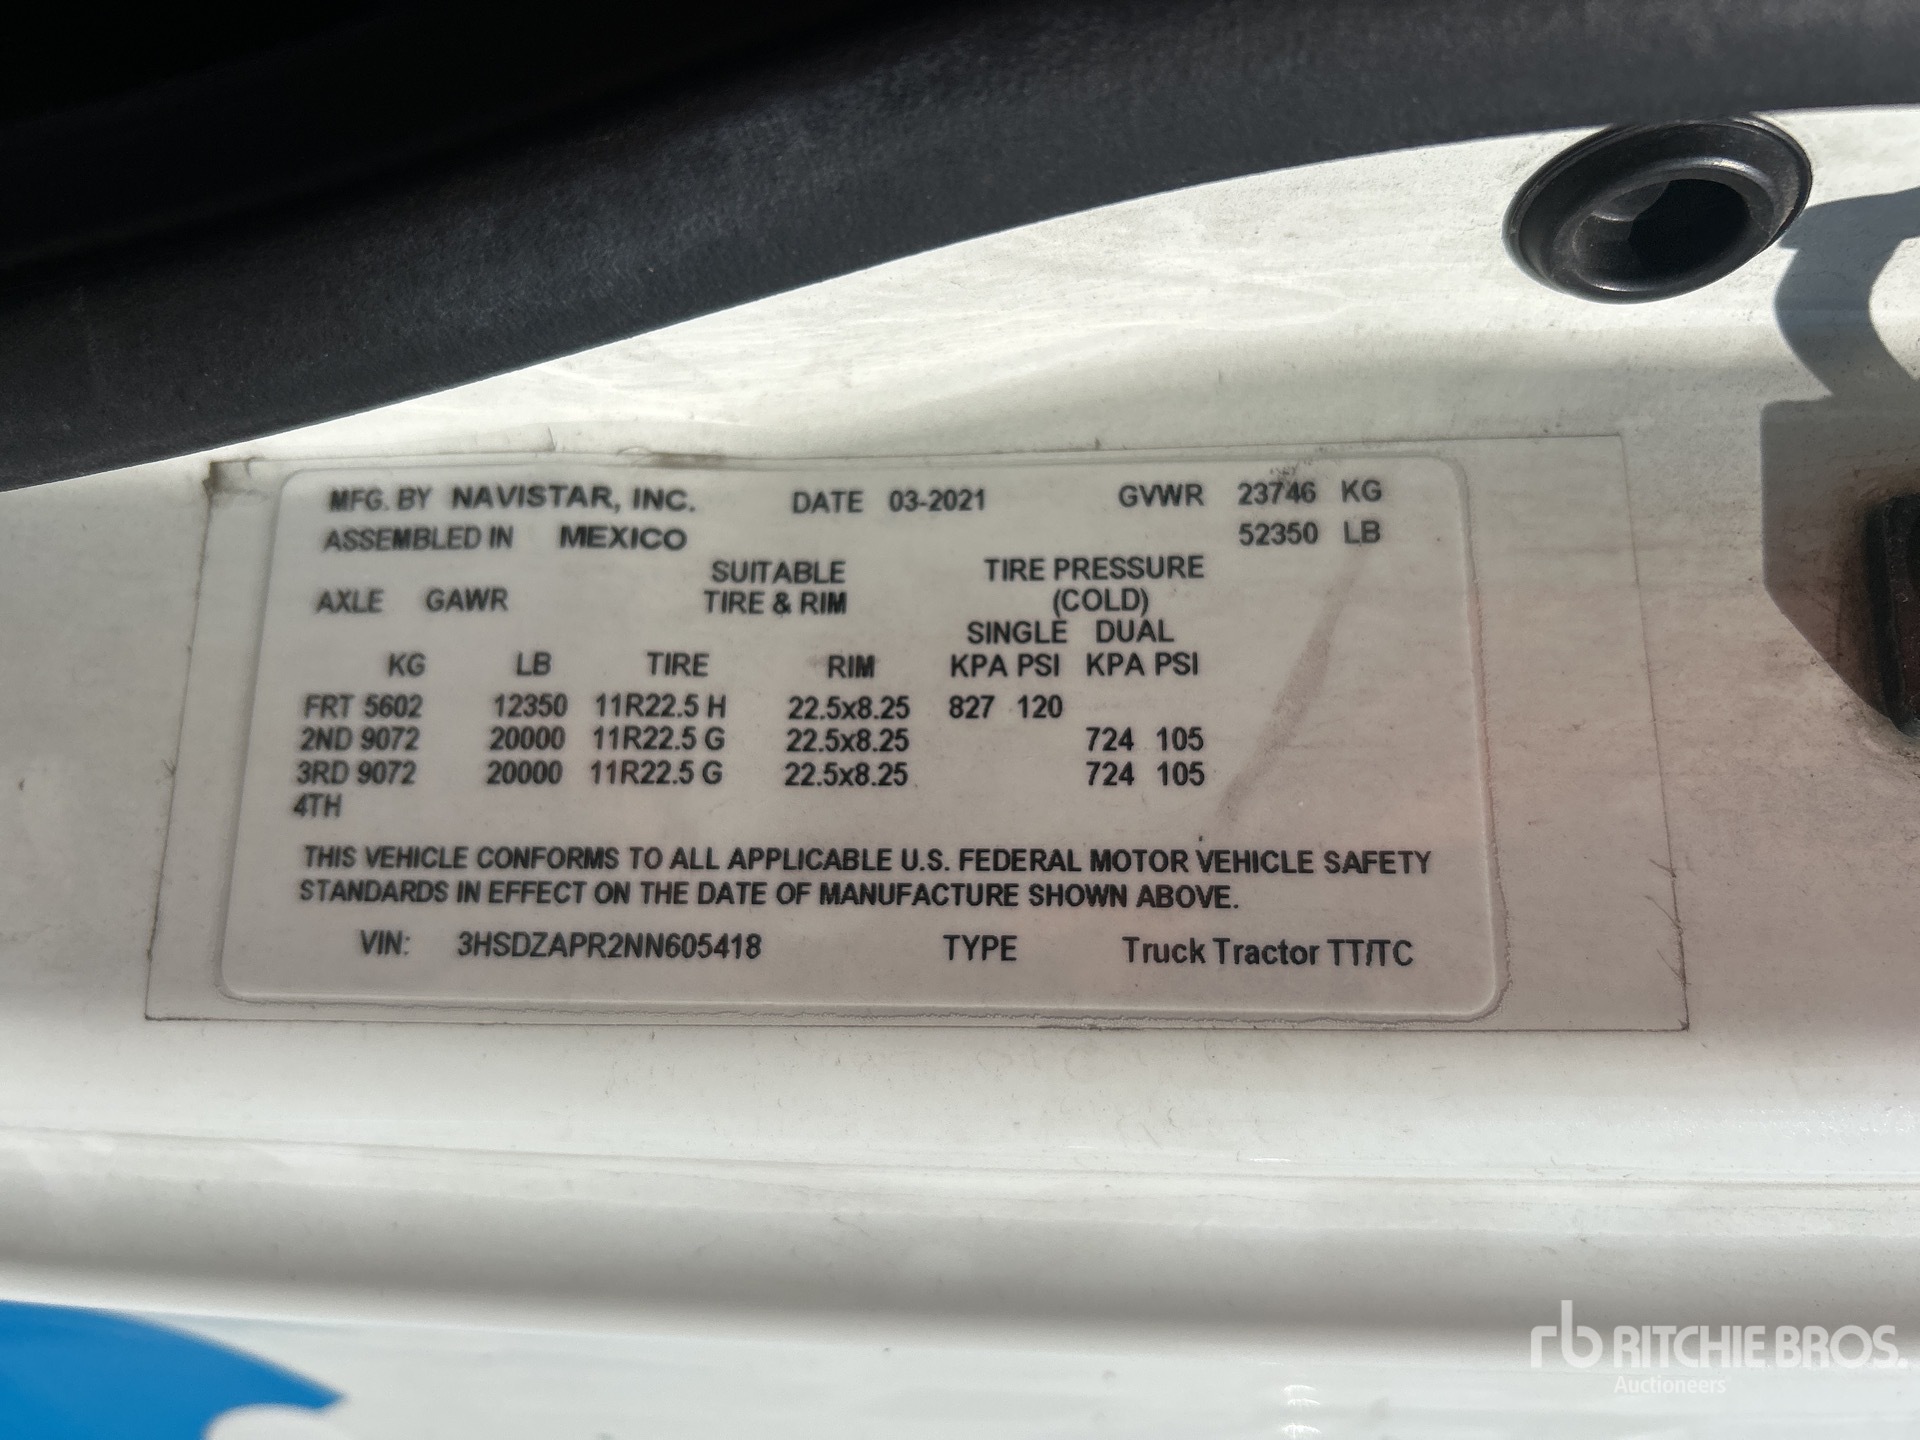 MFG. BY NAVISTAR, INC. DATE 03-2021 GVWR 23746 KG
ASSEMBLED IN MEXICO 52350 LB
SUITABLE TIRE PRESSURE
AXLE GAWR TIRE & RIM (COLD)
SINGLE DUAL
KG LB TIRE RIM KPA PSI KPA PSI
FRT 5602 12350 11R22.5 H 22.5x8.25 827 120
2ND 9072 20000 11R22.5 G 22.5x8.25 724 105
3RD 9072 20000 11R22.5 G 22.5x8.25 724 105
4TH
THIS VEHICLE CONFORMS TO ALL APPLICABLE U.S. FEDERAL MOTOR VEHICLE SAFETY
STANDARDS IN EFFECT ON THE DATE OF MANUFACTURE SHOWN ABOVE.
VIN: 3HSDZAPR2NN605418 TYPE Truck Tractor TT/TC
rb RITCHIE BROS.
Auctioneers